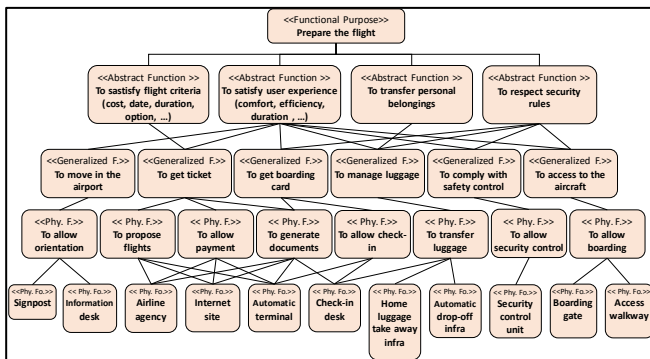 <<Functional Purpose>>
Prepare the flight
<<Abstract Function >>
To sastisfy flight criteria
(cost, date, duration,
option, ...)
<<Abstract Function >>
To satisfy user experience
(comfort, efficiency,
duration , ...)
<<Abstract Function >>
To transfer personal
belongings
<<Abstract Function >>
To respect security
rules
<<Generalized F.>>
To move in the
airport
<<Generalized F.>>
To get ticket
<<Generalized F.>>
To get boarding
card
<<Generalized F.>>
To manage luggage
<<Generalized F.>>
To comply with
safety control
<<Generalized F.>>
To access to the
aircraft
<<Phy. F.>>
To allow
orientation
<<Phy. F.>>
To propose
flights
<<Phy. F.>>
To allow
payment
<<Phy. F.>>
To generate
documents
<<Phy. F.>>
To allow check-
in
<<Phy. F.>>
To transfer
luggage
<<Phy. F.>>
To allow
security control
<<Phy. F.>>
To allow
boarding
<<Phy. Fo.>>
Signpost
<<Phy. Fo.>>
Information
desk
<<Phy. Fo.>>
Airline
agency
<<Phy. Fo.>>
Internet
site
<<Phy. Fo.>>
Automatic
terminal
<<Phy. Fo.>>
Check-in
desk
<<Phy. Fo.>>
Home
luggage
take away
infra
<<Phy. Fo.>>
Automatic
drop-off
infra
<<Phy. Fo.>>
Security
control
unit
<<Phy. Fo.>>
Boarding
gate
<<Phy. Fo.>>
Access
walkway